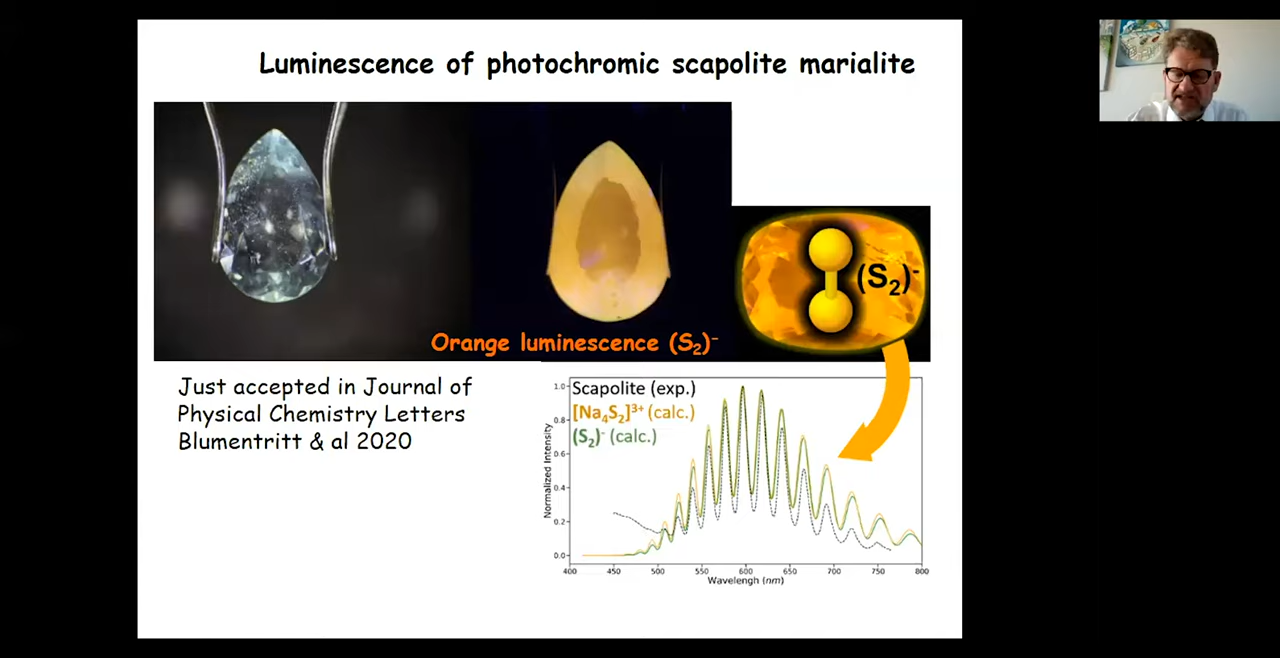 Luminescence of photochromic scapolite marialite
(S₂)⁻
Orange luminescence (S₂)⁻
Just accepted in Journal of
Physical Chemistry Letters
Blumentritt & al 2020
Scapolite (exp.)
[Na₄S₂]³⁺ (calc.)
(S₂)⁻ (calc.)
Normalized Intensity
1.0
0.8
0.6
0.4
0.2
0.0
400 450 500 550 600 650 700 750 800
Wavelengh (nm)